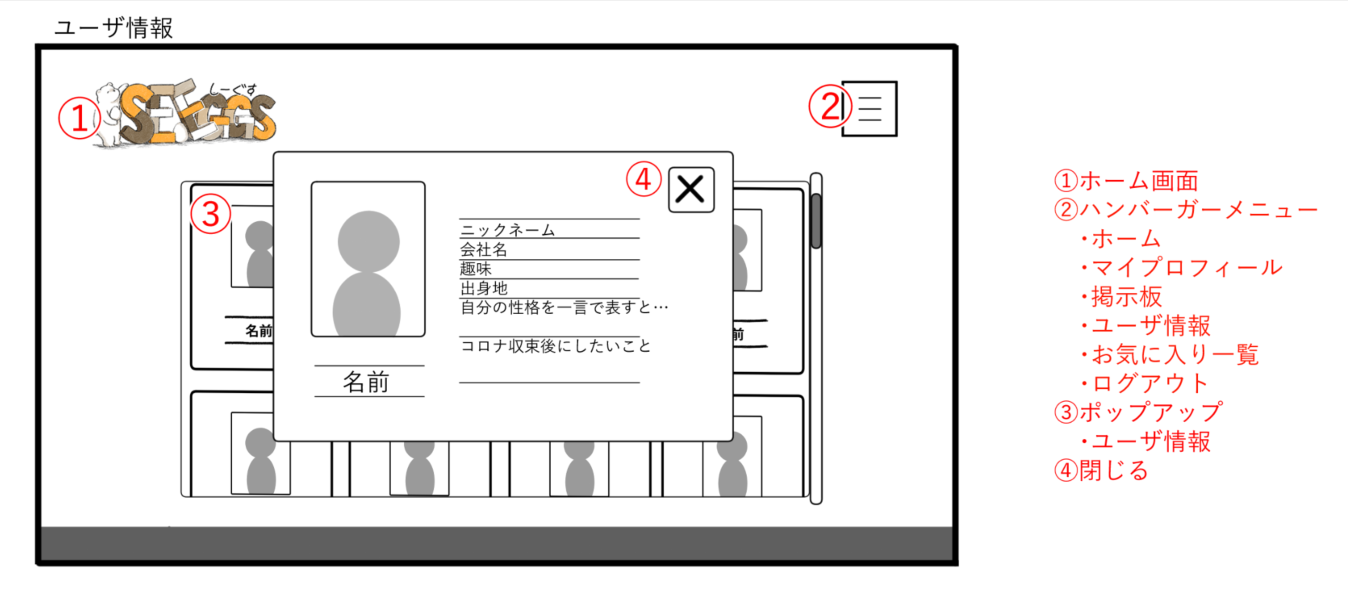 ユーザ情報
①
SEEGGS
しーぐす
②
④
③
ニックネーム
会社名
趣味
出身地
自分の性格を一言で表すと…
コロナ収束後にしたいこと
名前
名前
前
①ホーム画面
②ハンバーガーメニュー
・ホーム
・マイプロフィール
・掲示板
・ユーザ情報
・お気に入り一覧
・ログアウト
③ポップアップ
・ユーザ情報
④閉じる